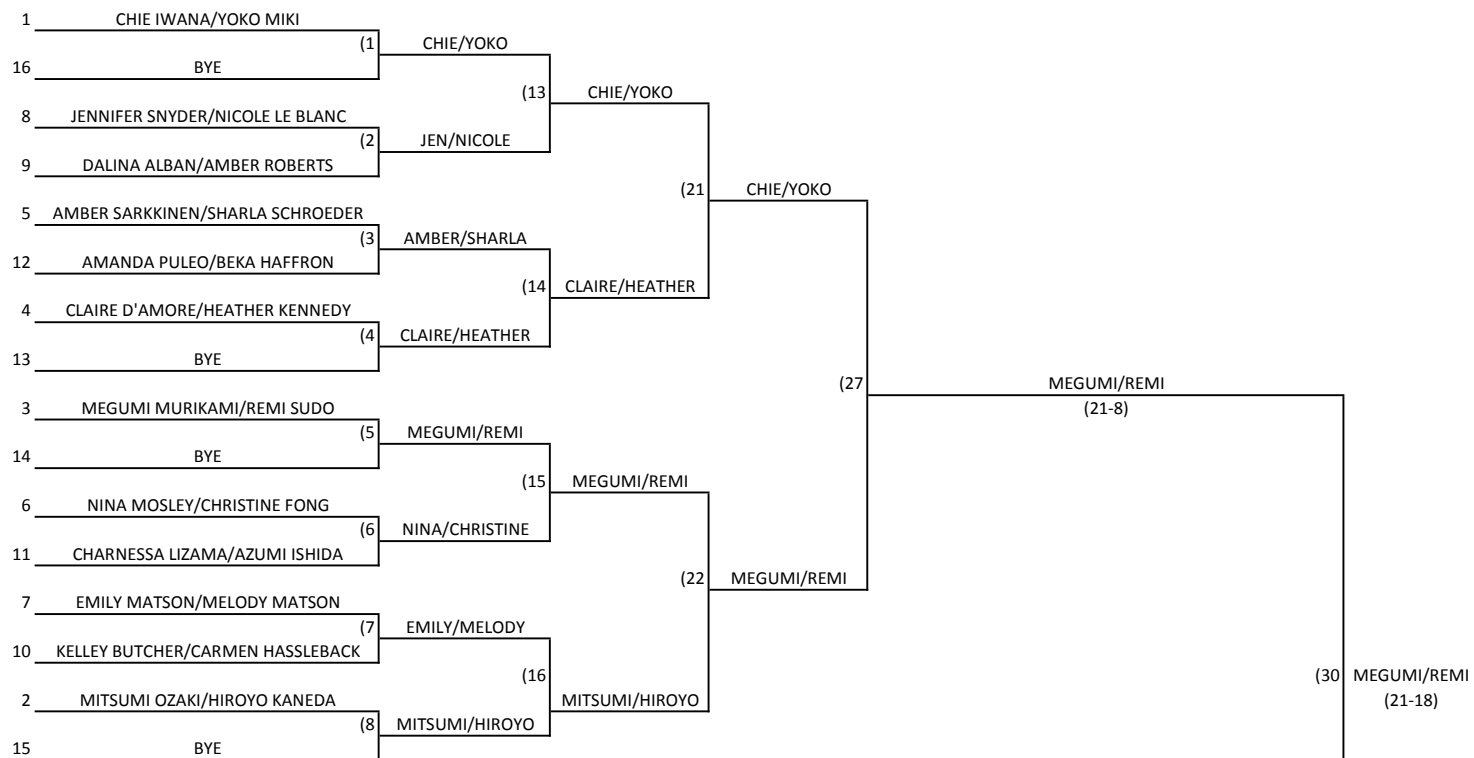 1 CHIE IWANA/YOKO MIKI
(1 CHIE/YOKO
16 BYE
(13 CHIE/YOKO
8 JENNIFER SNYDER/NICOLE LE BLANC
(2 JEN/NICOLE
9 DALINA ALBAN/AMBER ROBERTS
(21 CHIE/YOKO
5 AMBER SARKKINEN/SHARLA SCHROEDER
(3 AMBER/SHARLA
12 AMANDA PULEO/BEKA HAFFRON
(14 CLAIRE/HEATHER
4 CLAIRE D'AMORE/HEATHER KENNEDY
(4 CLAIRE/HEATHER
13 BYE
(27 MEGUMI/REMI
(21-8)
3 MEGUMI MURIKAMI/REMI SUDO
(5 MEGUMI/REMI
14 BYE
(15 MEGUMI/REMI
6 NINA MOSLEY/CHRISTINE FONG
(6 NINA/CHRISTINE
11 CHARNESSA LIZAMA/AZUMI ISHIDA
(22 MEGUMI/REMI
7 EMILY MATSON/MELODY MATSON
(7 EMILY/MELODY
10 KELLEY BUTCHER/CARMEN HASSLEBACK
(16 MITSUMI/HIROYO
(30 MEGUMI/REMI
(21-18)
2 MITSUMI OZAKI/HIROYO KANEDA
(8 MITSUMI/HIROYO
15 BYE